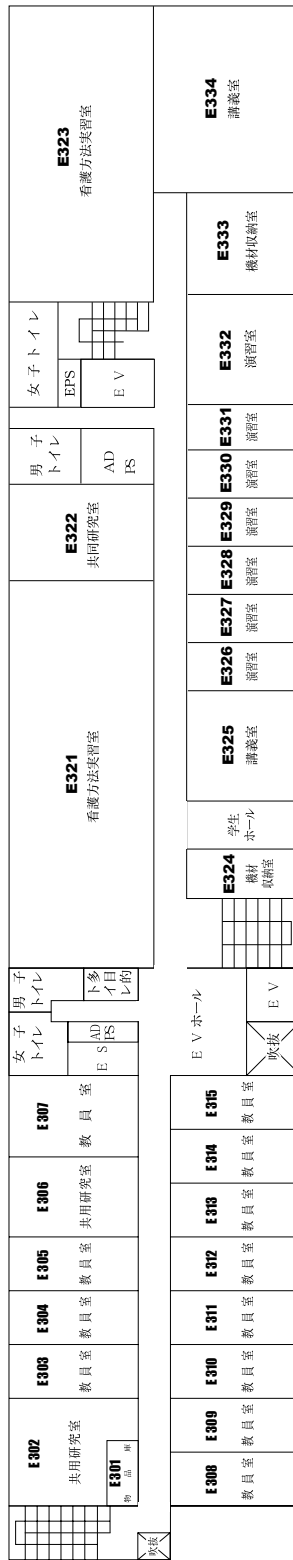 E323
看護方法実習室
E334
講義室
E333
機材収納室
女子トイレ
EPS
E V
E332
演習室
男子
トイレ
AD
PS
E331
演習室
E330
演習室
E322
共同研究室
E329
演習室
E328
演習室
E327
演習室
E326
演習室
E321
看護方法実習室
E325
講義室
学生
ホール
E324
機材
収納室
男子
トイレ
多目的
トイレ
女子
トイレ
AD
PS
E S
E V ホール
E V
吹抜
E307
教員室
E306
共用研究室
E305
教員室
E304
教員室
E303
教員室
E302
共用研究室
E301
物品庫
E315
教員室
E314
教員室
E313
教員室
E312
教員室
E311
教員室
E310
教員室
E309
教員室
E308
教員室
吹抜